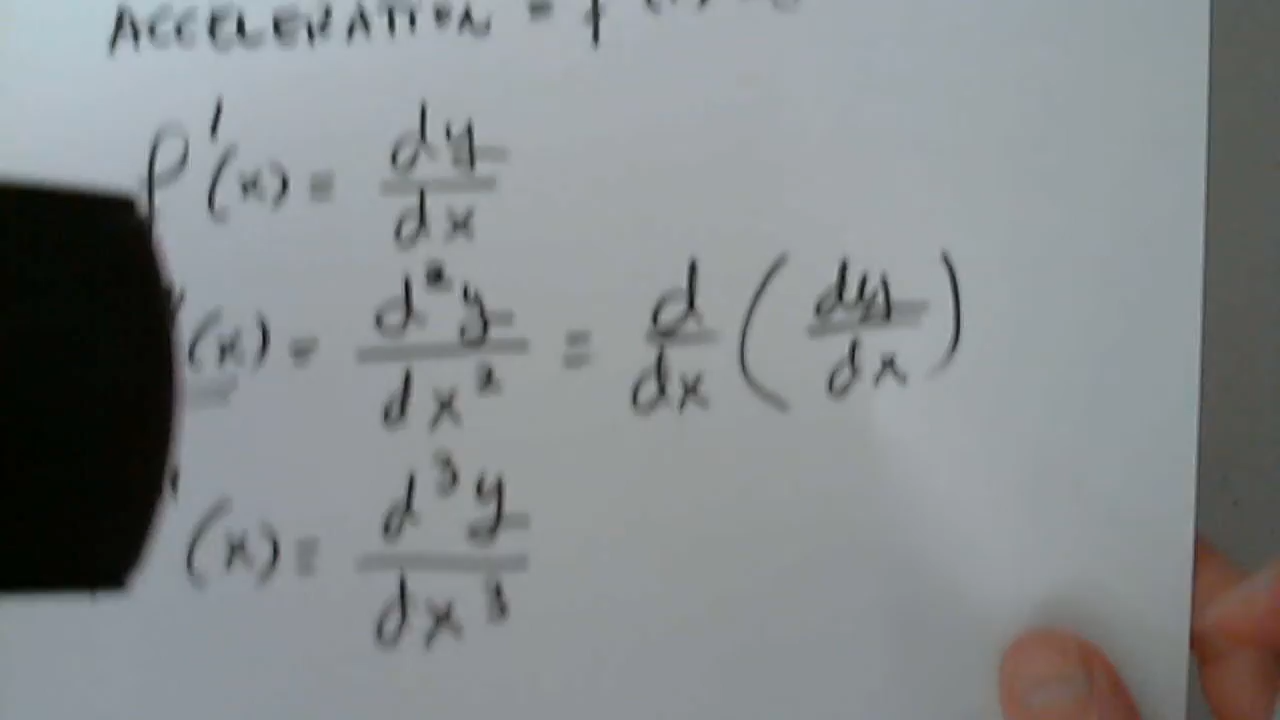 ACCELERATION = f
f'(x) = dy/dx
(x) = d²y/dx² = d/dx (dy/dx)
(x) = d³y/dx³